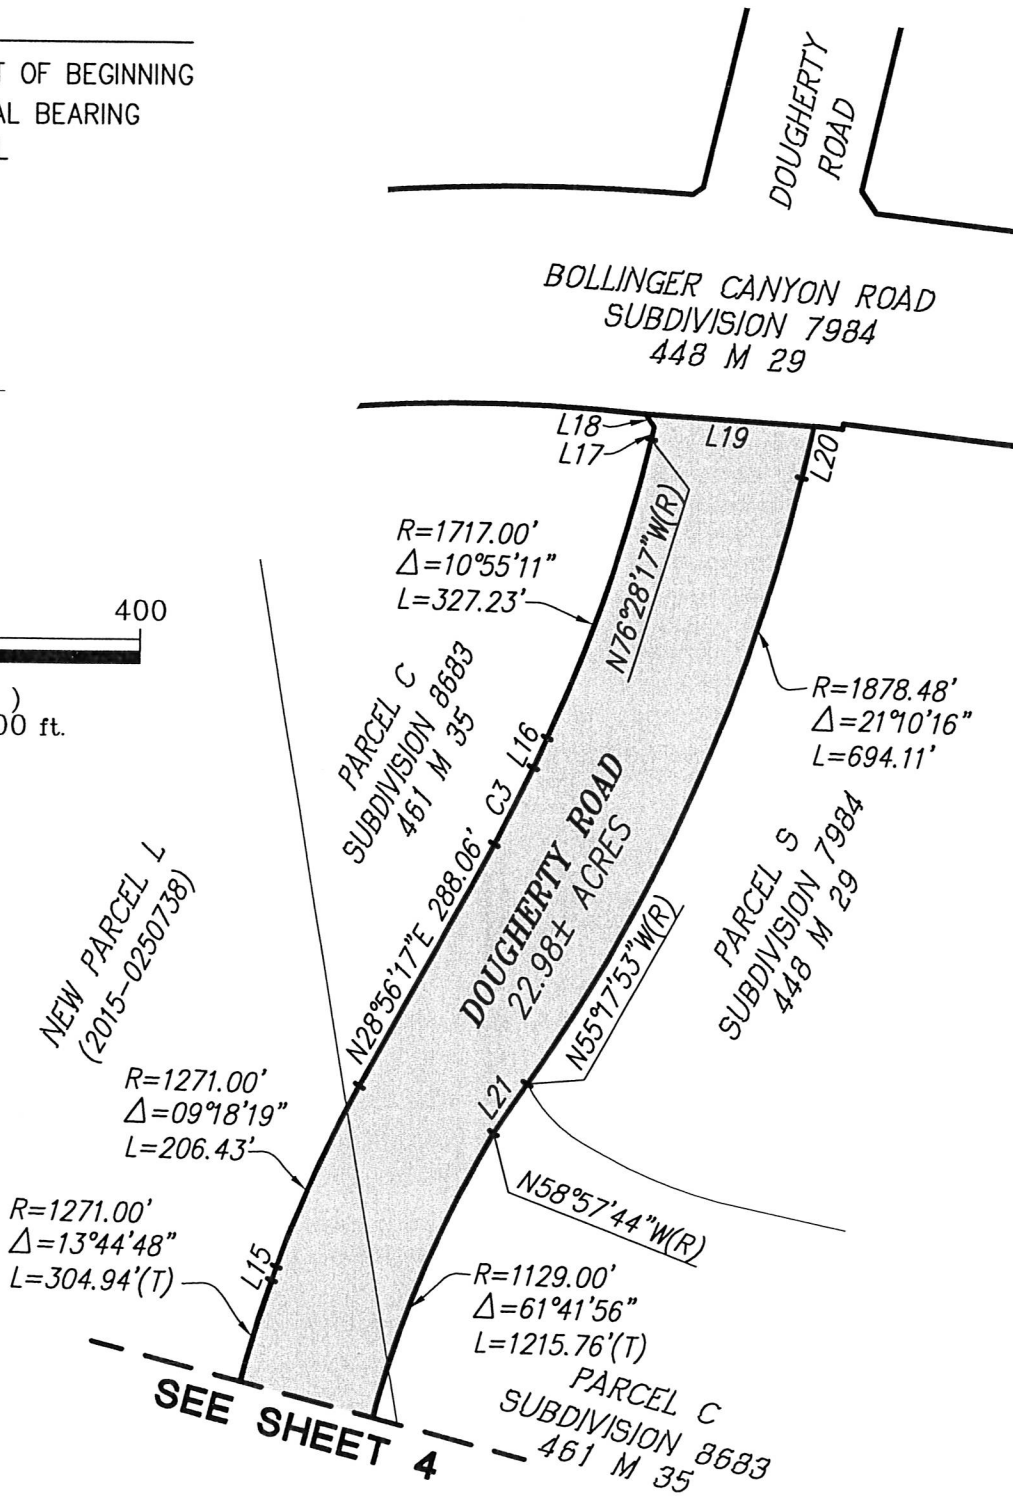 T OF BEGINNING
AL BEARING
DOUGHERTY
ROAD
BOLLINGER CANYON ROAD
SUBDIVISION 7984
448 M 29
L18
L17
L19
L20
R=1717.00'
Δ=10°55'11"
L=327.23'
N76°28'17"W(R)
400
)
00 ft.
PARCEL C
SUBDIVISION 8683
461 M 35
L16
C3
R=1878.48'
Δ=21°10'16"
L=694.11'
DOUGHERTY ROAD
22.98± ACRES
PARCEL S
SUBDIVISION 7984
448 M 29
NEW PARCEL L
(2015-0250738)
N28°56'17"E 288.06'
N55°17'53"W(R)
L21
R=1271.00'
Δ=09°18'19"
L=206.43'
N58°57'44"W(R)
R=1271.00'
Δ=13°44'48"
L=304.94'(T)
L15
R=1129.00'
Δ=61°41'56"
L=1215.76'(T)
PARCEL C
SUBDIVISION 8683
461 M 35
SEE SHEET 4